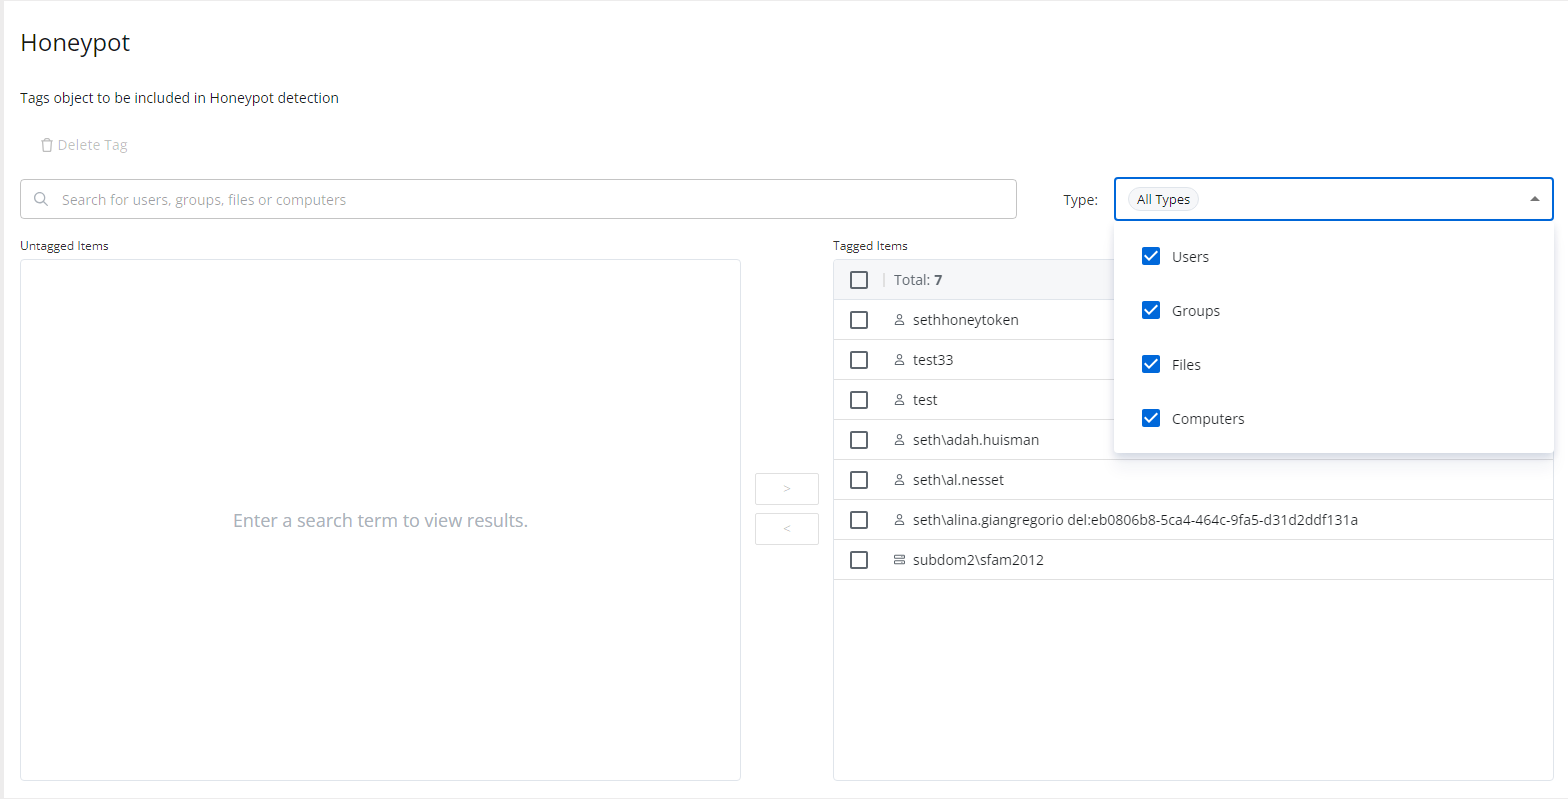 Honeypot
Tags object to be included in Honeypot detection
Delete Tag
Search for users, groups, files or computers
Type:
All Types
Untagged Items
Enter a search term to view results.
>
<
Tagged Items
Total: 7
sethhoneytoken
test33
test
seth\adah.huisman
seth\al.nesset
seth\alina.giangregorio del:eb0806b8-5ca4-464c-9fa5-d31d2ddf131a
subdom2\sfam2012
Users
Groups
Files
Computers